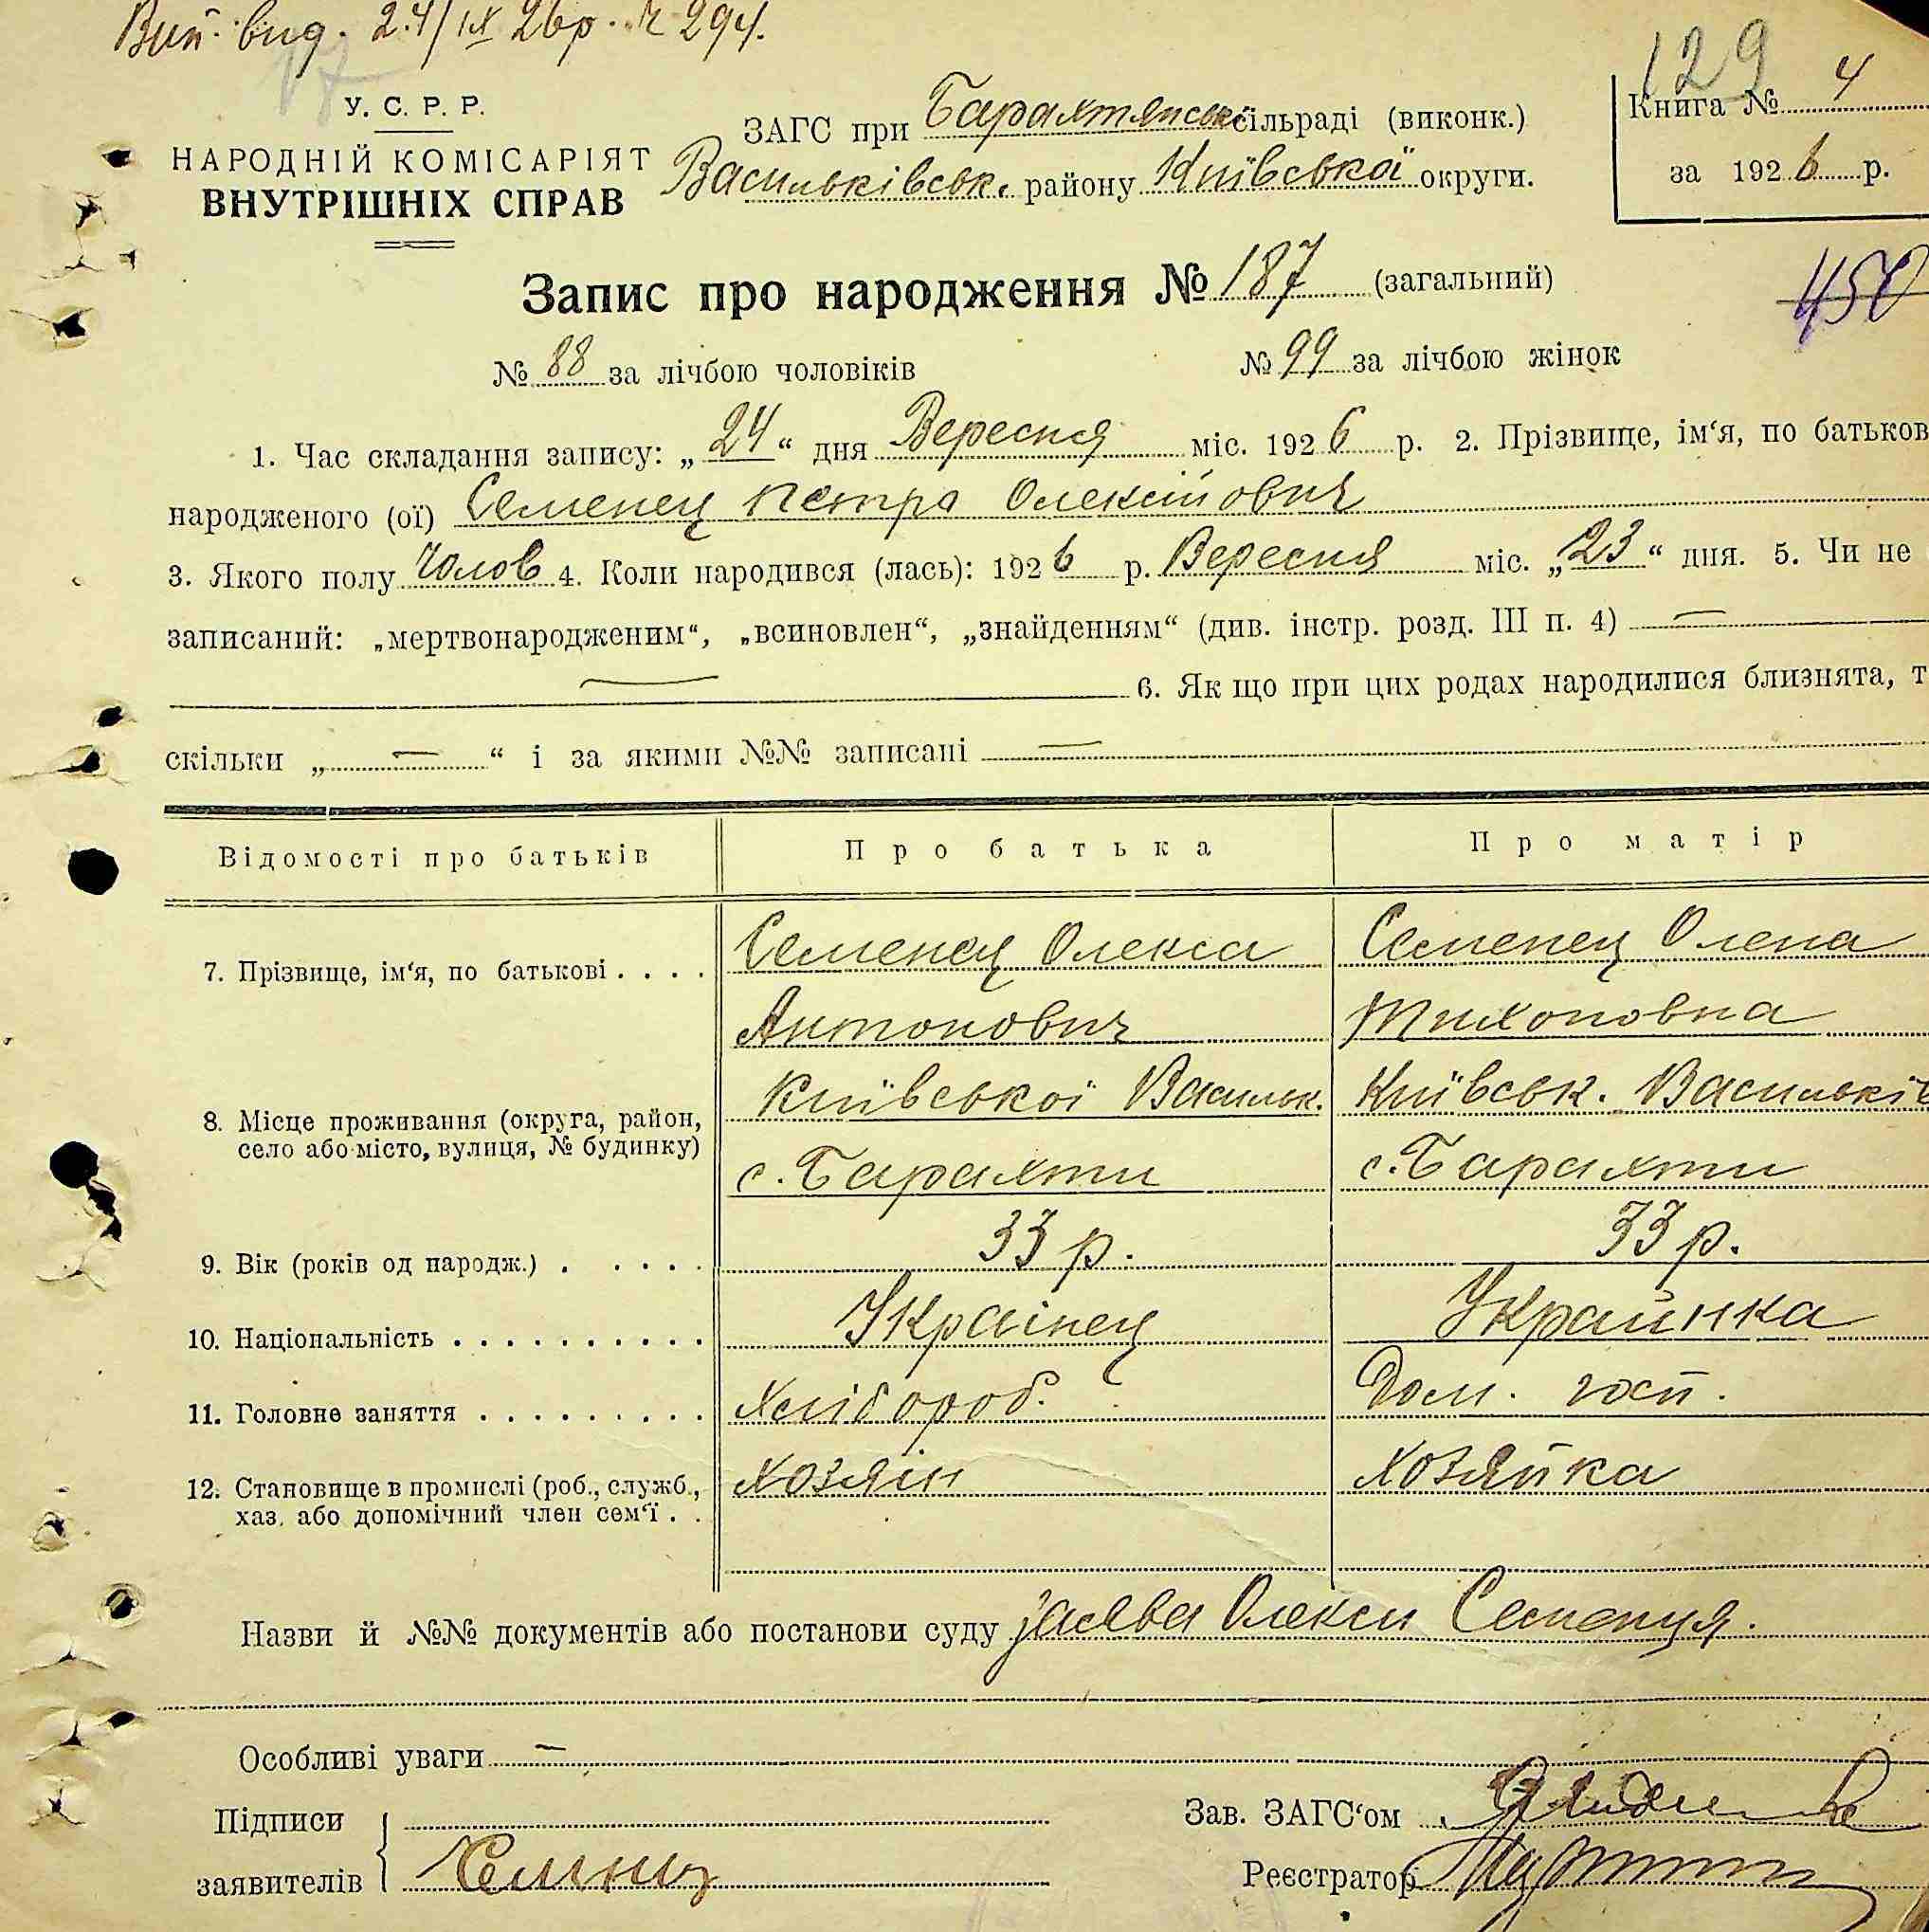 Вип. вид. 24/IX 26р. № 294.
129
У. С. Р. Р.
НАРОДНІЙ КОМІСАРІЯТ
ВНУТРІШНІХ СПРАВ
ЗАГС при Барахтянськ сільраді (виконк.)
Васильківськ. району Київської округи.
Книга № 4
за 1926 р.
Запис про народження № 187 (загальний)
450
№ 88 за лічбою чоловіків № 99 за лічбою жінок
1. Час складання запису: „24“ дня Вересня міс. 1926 р. 2. Прізвище, ім‘я, по батьков
народженого (ої) Семенец Петро Олексійович
3. Якого полу Чолов 4. Коли народився (лась): 1926 р. Вересня міс. „23“ дня. 5. Чи не
записаний: „мертвонародженим“, „всиновлен“, „знайденням“ (див. інстр. розд. III п. 4) —
— 6. Як що при цих родах народилися близнята, т
скільки „ — “ і за якими №№ записані —
Відомості про батьків Про батька Про матір
7. Прізвище, ім‘я, по батькові . . . . Семенец Олекса Семенец Олена
Антонович Тихоновна
8. Місце проживання (округа, район, Київської Васильк. Київськ. Васильків
село або місто, вулиця, № будинку) с. Барахти с. Барахти
9. Вік (років од народж.) . . . . . 33 р. 33 р.
10. Національність . . . . . . . . . . Українец Украйинка
11. Головне заняття . . . . . . . . . Хлібороб. Дом. госп.
12. Становище в промислі (роб., служб., Хозяін Хозяйка
хаз. або допомічний член сем‘ї . .
Назви й №№ документів або постанови суду заява Олекси Семенця.
Особливі уваги —
Підписи Зав. ЗАГС‘ом
заявителів Реєстратор